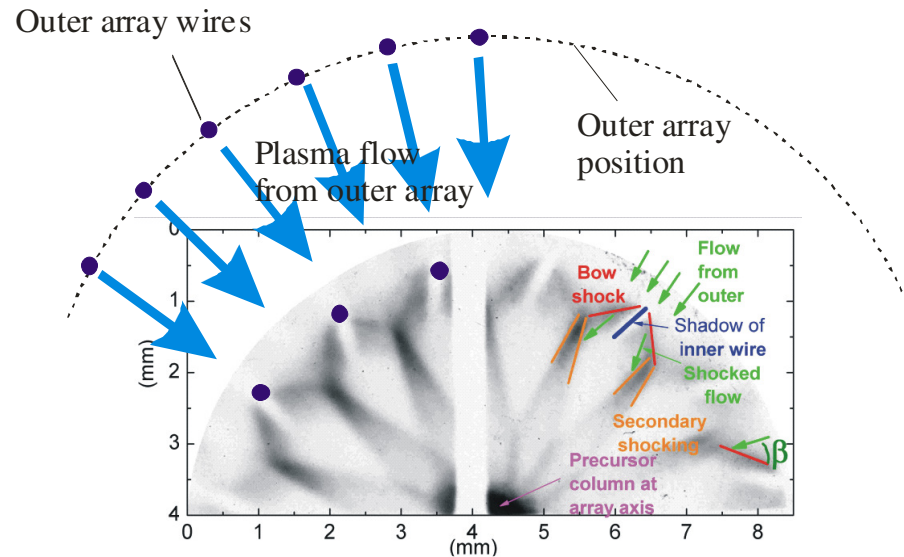 Outer array wires
Outer array
position
Plasma flow
from outer array
Flow
from
outer
Bow
shock
Shadow of
inner wire
Shocked
flow
Secondary
shocking
β
Precursor
column at
array axis
0
1
2
3
4
(mm)
0
1
2
3
4
5
6
7
8
(mm)